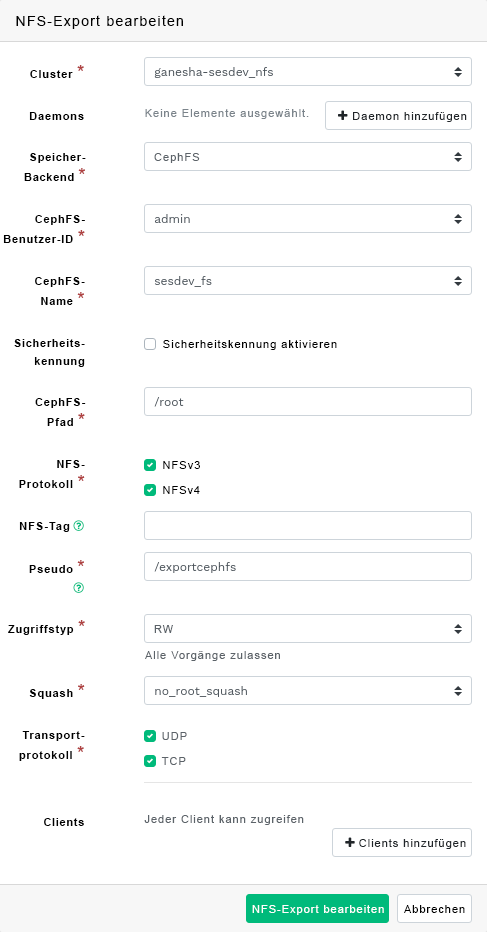 NFS-Export bearbeiten
Cluster *
ganesha-sesdev_nfs
Daemons
Keine Elemente ausgewählt.
+ Daemon hinzufügen
Speicher-
Backend *
CephFS
CephFS-
Benutzer-ID *
admin
CephFS-
Name *
sesdev_fs
Sicherheits-
kennung
Sicherheitskennung aktivieren
CephFS-
Pfad *
/root
NFS-
Protokoll *
NFSv3
NFSv4
NFS-Tag ?
Pseudo *
?
/exportcephfs
Zugriffstyp *
RW
Alle Vorgänge zulassen
Squash *
no_root_squash
Transport-
protokoll *
UDP
TCP
Clients
Jeder Client kann zugreifen
+ Clients hinzufügen
NFS-Export bearbeiten
Abbrechen